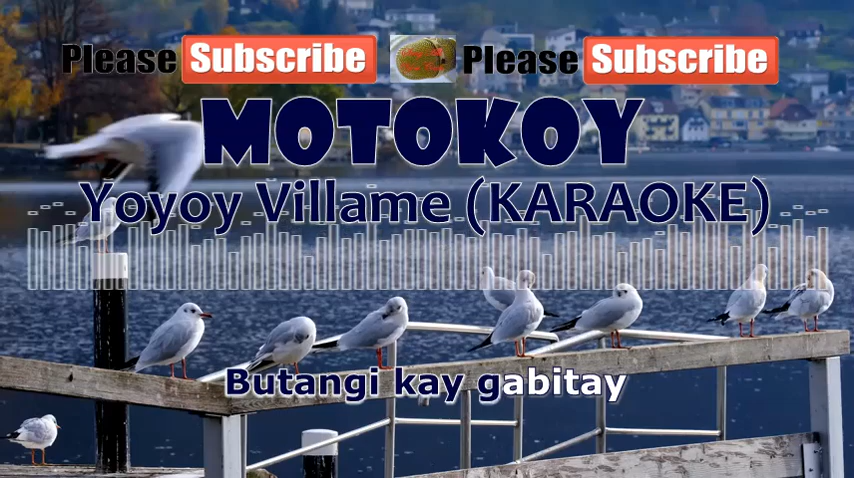 Please Subscribe Please Subscribe
MOTOKOY
Yoyoy Villame (KARAOKE)
Butangi kay gabitay